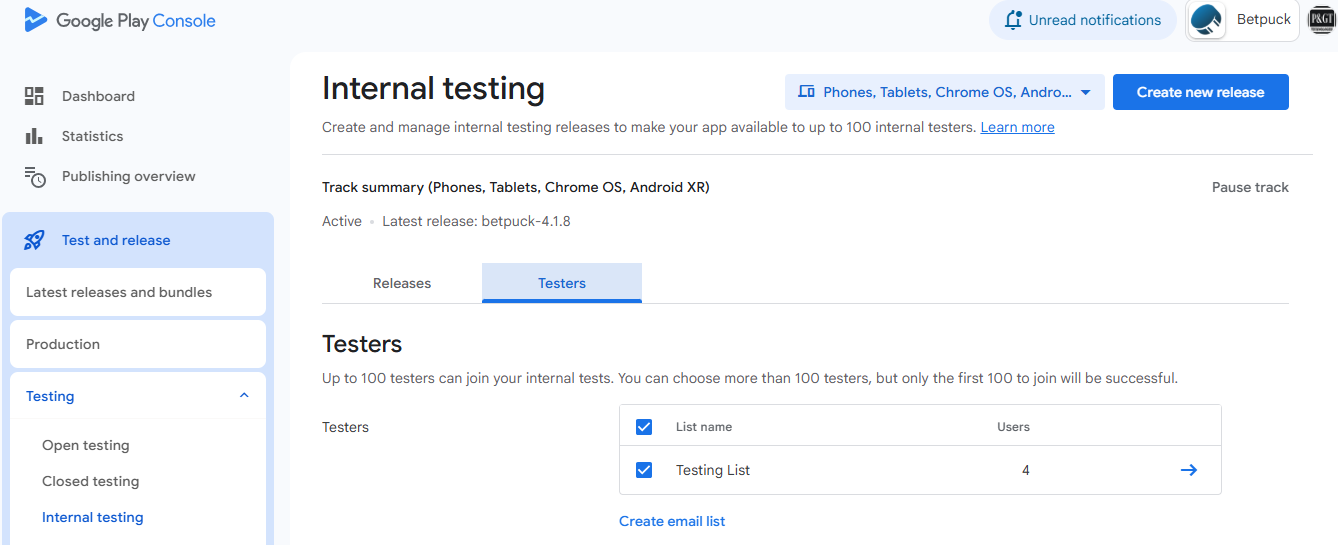 Google Play Console
Unread notifications
Betpuck
P&GT
Dashboard
Statistics
Publishing overview
Test and release
Latest releases and bundles
Production
Testing
Open testing
Closed testing
Internal testing
Internal testing
Phones, Tablets, Chrome OS, Andro...
Create new release
Create and manage internal testing releases to make your app available to up to 100 internal testers. Learn more
Track summary (Phones, Tablets, Chrome OS, Android XR)
Pause track
Active • Latest release: betpuck-4.1.8
Releases
Testers
Testers
Up to 100 testers can join your internal tests. You can choose more than 100 testers, but only the first 100 to join will be successful.
Testers
List name
Users
Testing List
4
Create email list